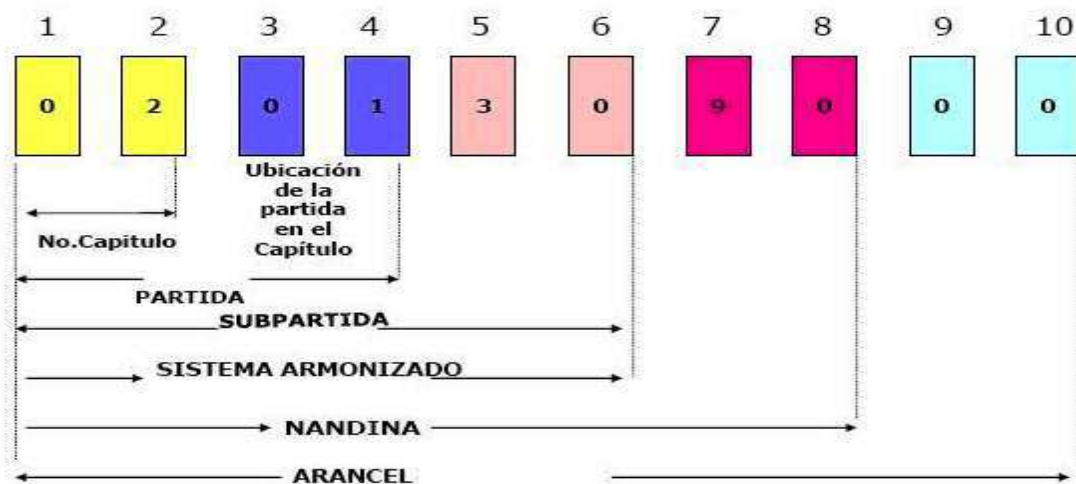 1 2 3 4 5 6 7 8 9 10
0 2 0 1 3 0 9 0 0 0
Ubicación
de la
partida
en el
Capítulo
No.Capitulo
PARTIDA
SUBPARTIDA
SISTEMA ARMONIZADO
NANDINA
ARANCEL